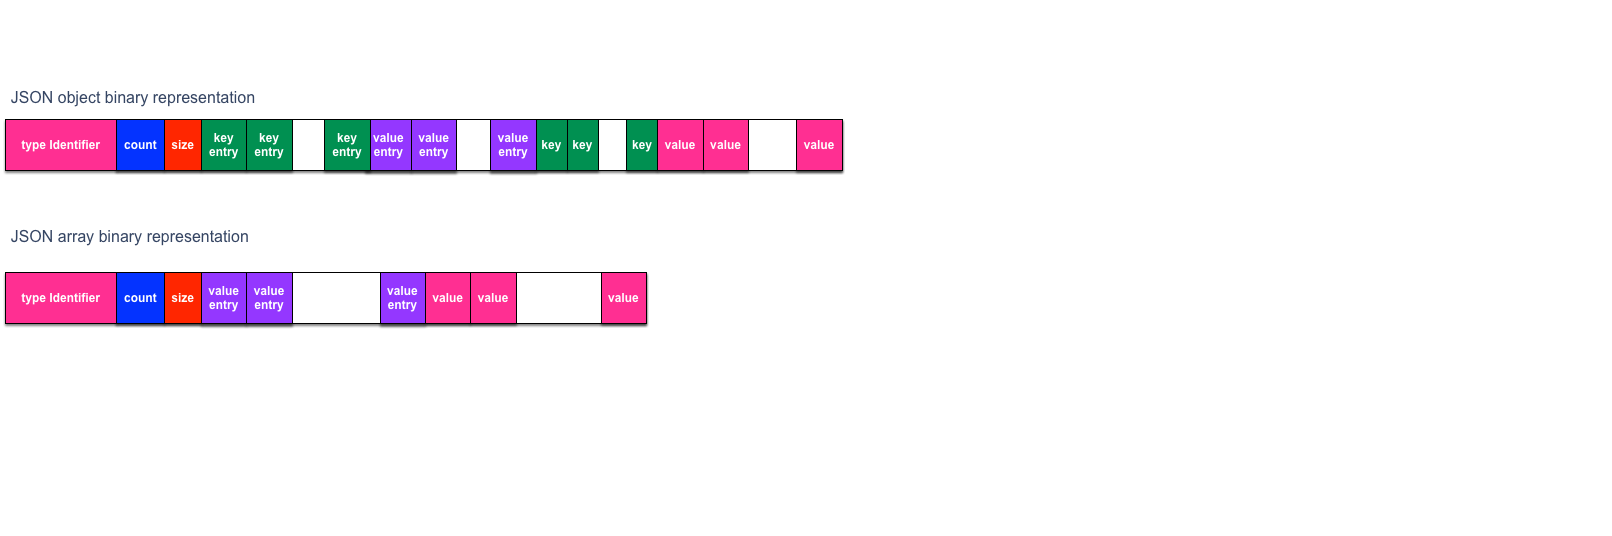 JSON object binary representation
type Identifier count size key entry key entry key entry value entry value entry value entry key key key value value value
JSON array binary representation
type Identifier count size value entry value entry value entry value value value